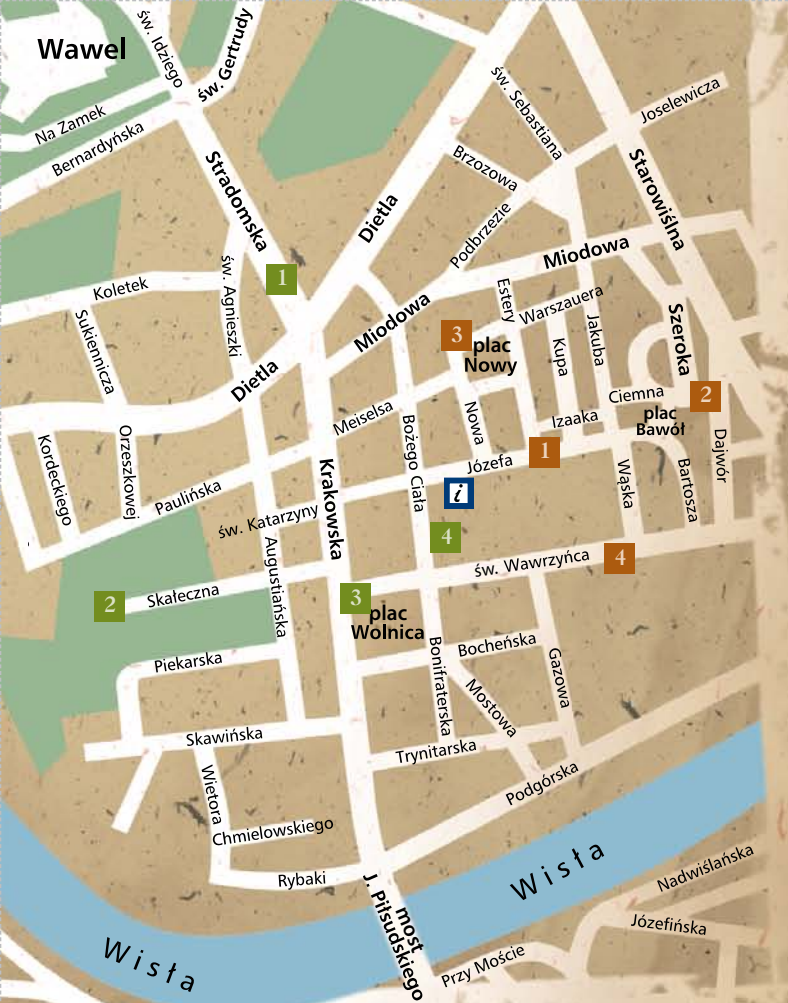 Wawel
św. Idziego
św. Gertrudy
Na Zamek
Bernardyńska
Stradomska
św. Sebastiana
Joselewicza
Brzozowa
Starowiślna
Dietla
Podbrzezie
Miodowa
1
Koletek
św. Agnieszki
Sukiennicza
Estery
Warszauera
Miodowa
3
plac
Nowy
Kupa
Jakuba
Szeroka
Dietla
Meiselsa
Ciemna
2
plac
Bawół
Izaaka
Nowa
Bożego Ciała
Kordeckiego
Orzeszkowej
Paulińska
Józefa
1
Dajwór
Wąska
Bartosza
Krakowska
i
św. Katarzyny
4
Augustiańska
św. Wawrzyńca
4
2
Skałeczna
3
plac
Wolnica
Piekarska
Bonifraterska
Bocheńska
Gazowa
Mostowa
Skawińska
Trynitarska
Wietora
Podgórska
Chmielowskiego
Rybaki
Wisła
most
J. Piłsudskiego
Nadwiślańska
Józefińska
Wisła
Przy Moście